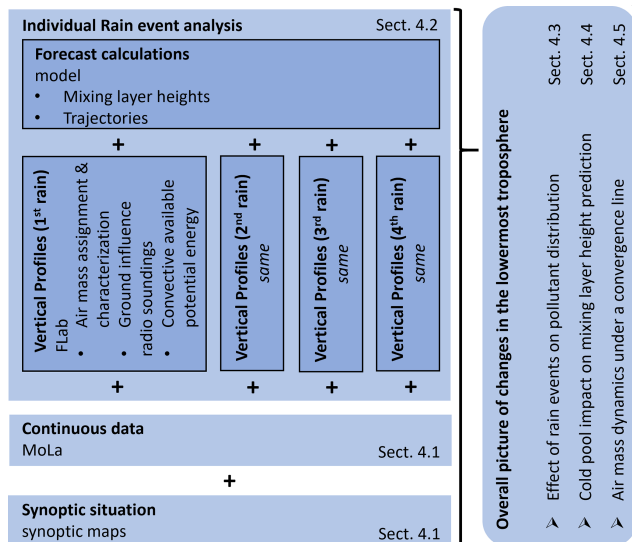 Individual Rain event analysis Sect. 4.2
Forecast calculations
model
• Mixing layer heights
• Trajectories
+ + + +
Vertical Profiles (1st rain)
FLab
• Air mass assignment &
characterization
• Ground influence
radio soundings
• Convective available
potential energy
Vertical Profiles (2nd rain)
same
Vertical Profiles (3rd rain)
same
Vertical Profiles (4th rain)
same
+ + + +
Continuous data
MoLa Sect. 4.1
+
Synoptic situation
synoptic maps Sect. 4.1
Overall picture of changes in the lowermost troposphere
➢ Effect of rain events on pollutant distribution Sect. 4.3
➢ Cold pool impact on mixing layer height prediction Sect. 4.4
➢ Air mass dynamics under a convergence line Sect. 4.5